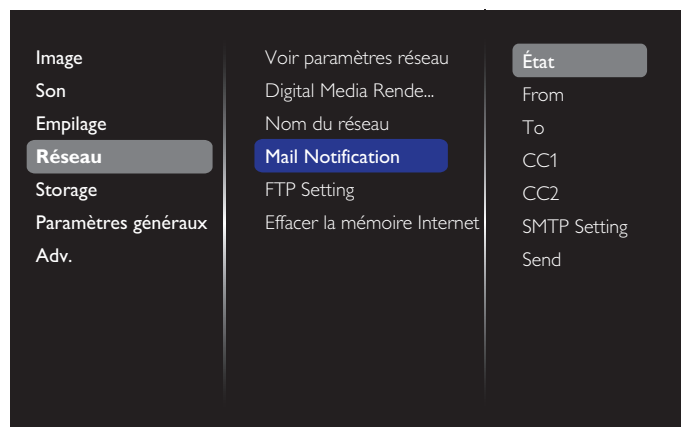 Image
Son
Empilage
Réseau
Storage
Paramètres généraux
Adv.
Voir paramètres réseau
Digital Media Rende...
Nom du réseau
Mail Notification
FTP Setting
Effacer la mémoire Internet
État
From
To
CC1
CC2
SMTP Setting
Send